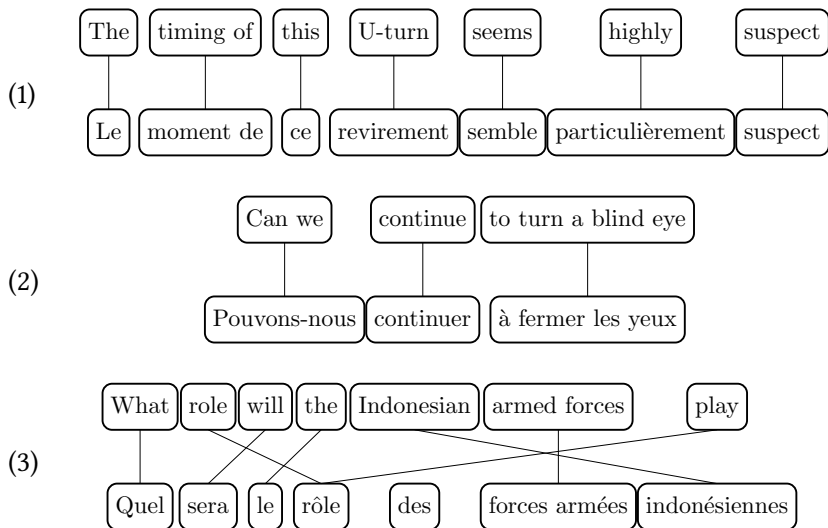 The timing of this U-turn seems highly suspect
(1)
Le moment de ce revirement semble particulièrement suspect
Can we continue to turn a blind eye
(2)
Pouvons-nous continuer à fermer les yeux
What role will the Indonesian armed forces play
(3)
Quel sera le rôle des forces armées indonésiennes